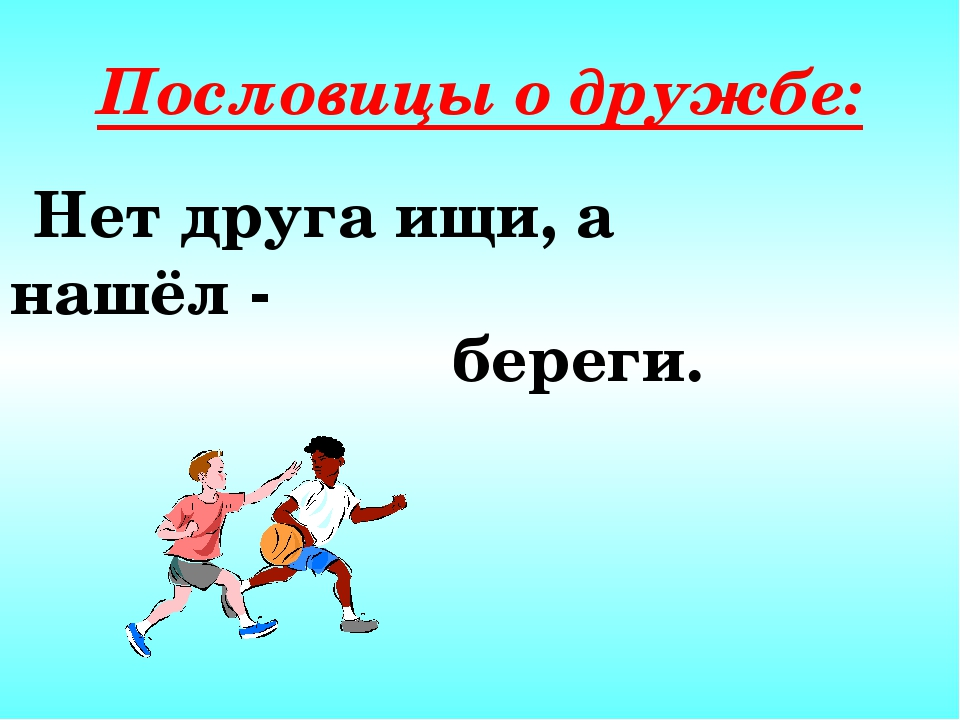 Пословицы о дружбе:
Нет друга ищи, а
нашёл -
береги.